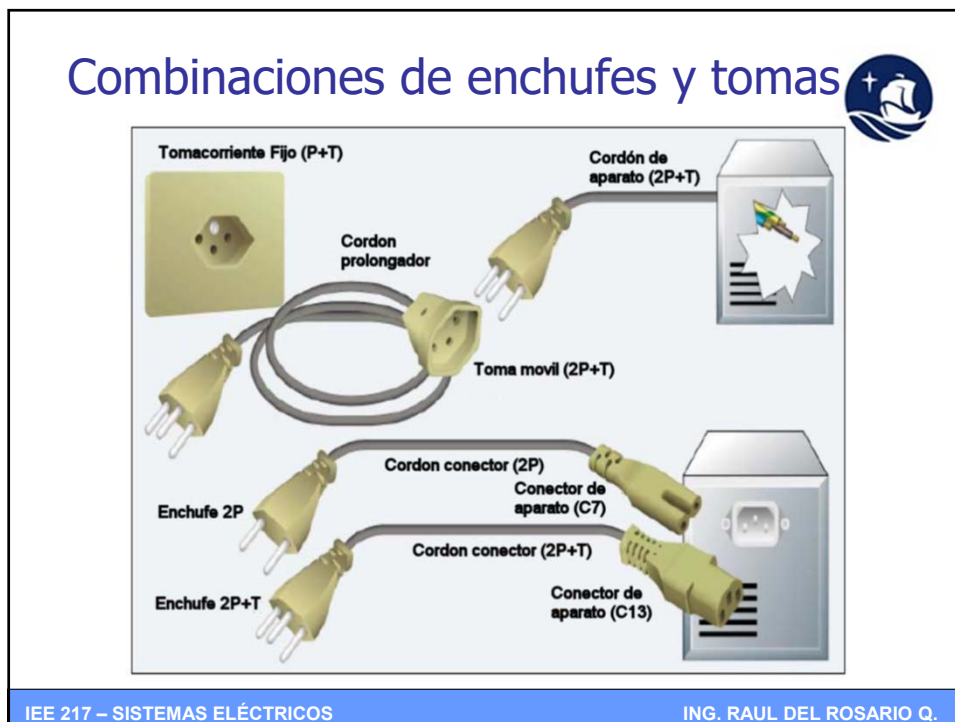 Combinaciones de enchufes y tomas
Tomacorriente Fijo (P+T)
Cordón de
aparato (2P+T)
Cordon
prolongador
Toma movil (2P+T)
Cordon conector (2P)
Conector de
aparato (C7)
Enchufe 2P
Cordon conector (2P+T)
Enchufe 2P+T
Conector de
aparato (C13)
IEE 217 – SISTEMAS ELÉCTRICOS
ING. RAUL DEL ROSARIO Q.